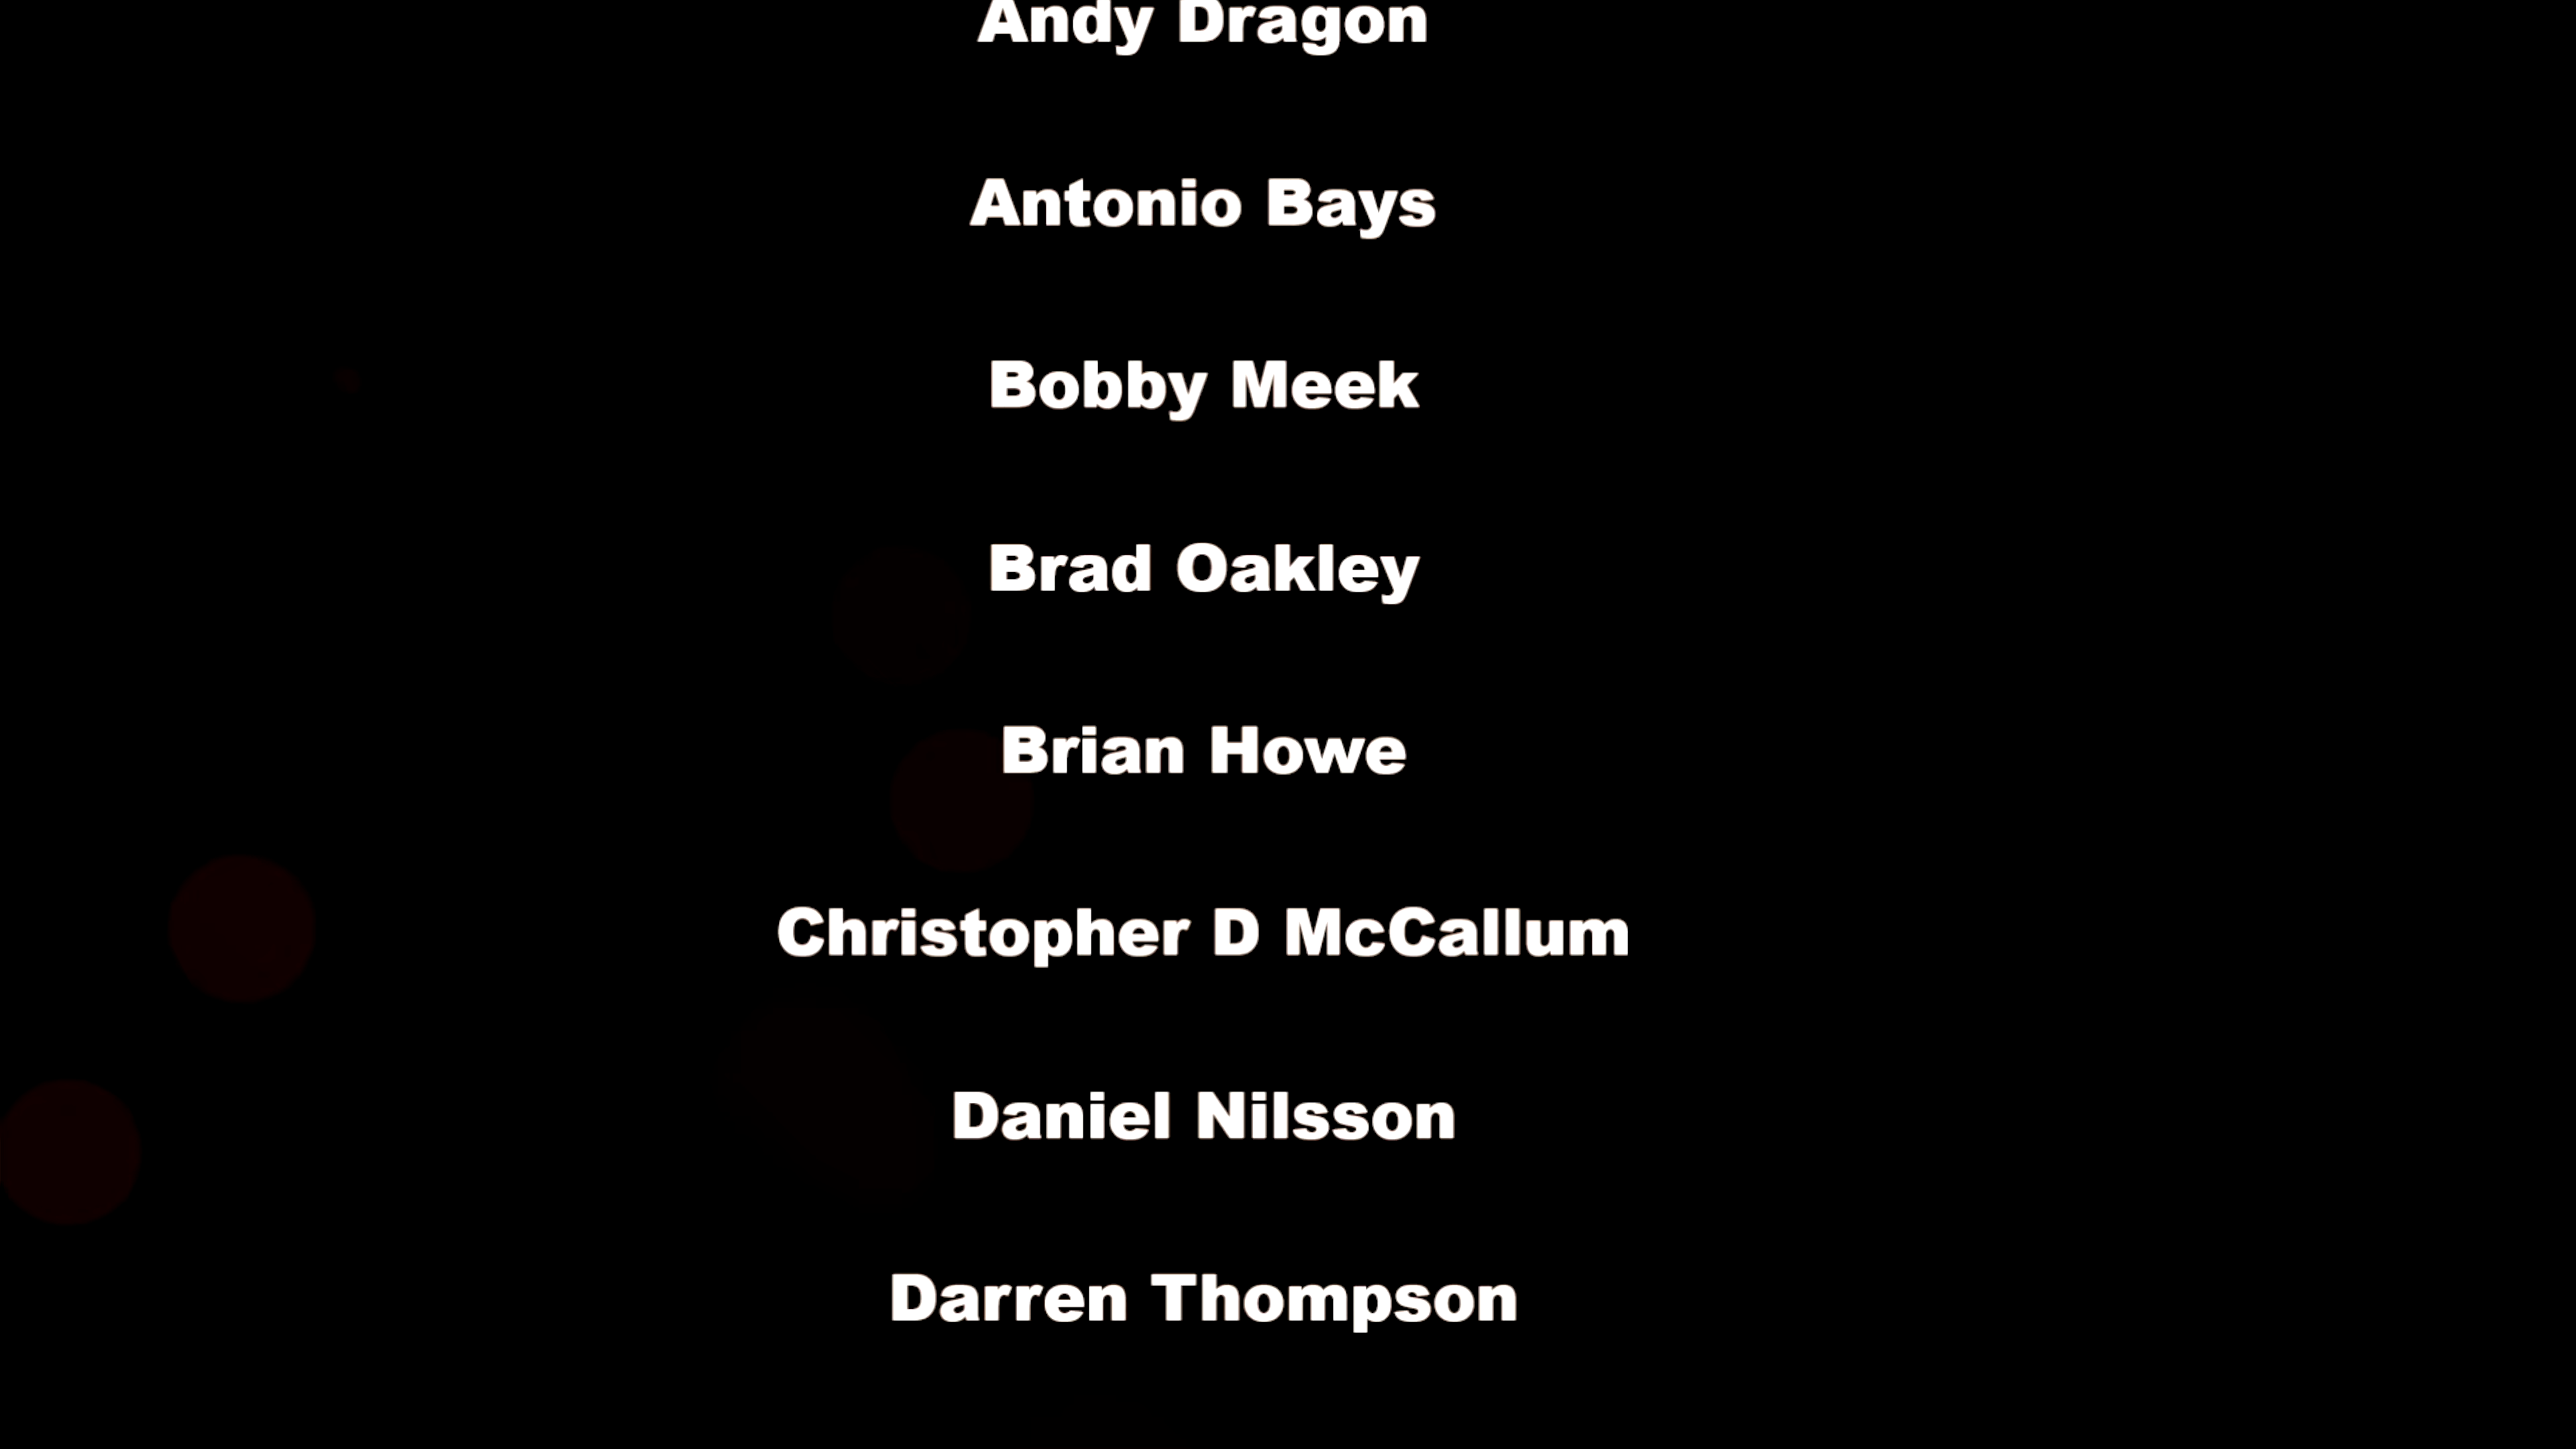 Andy Dragon
Antonio Bays
Bobby Meek
Brad Oakley
Brian Howe
Christopher D McCallum
Daniel Nilsson
Darren Thompson